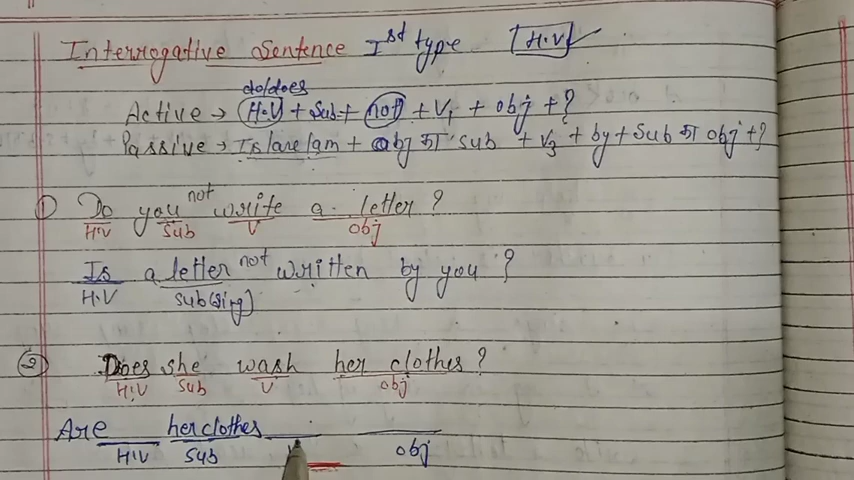 Interrogative Sentence Ist type H.V
do/does
Active → H.V + Sub + not + V1 + obj + ?
Passive → Is/are/am + obj का sub + V3 + by + Sub का obj + ?
① Do you not write a letter ?
H.V Sub V obj
Is a letter not written by you ?
H.V Sub(sing)
② Does she wash her clothes ?
H.V Sub V obj
Are her clothes
H.V Sub obj